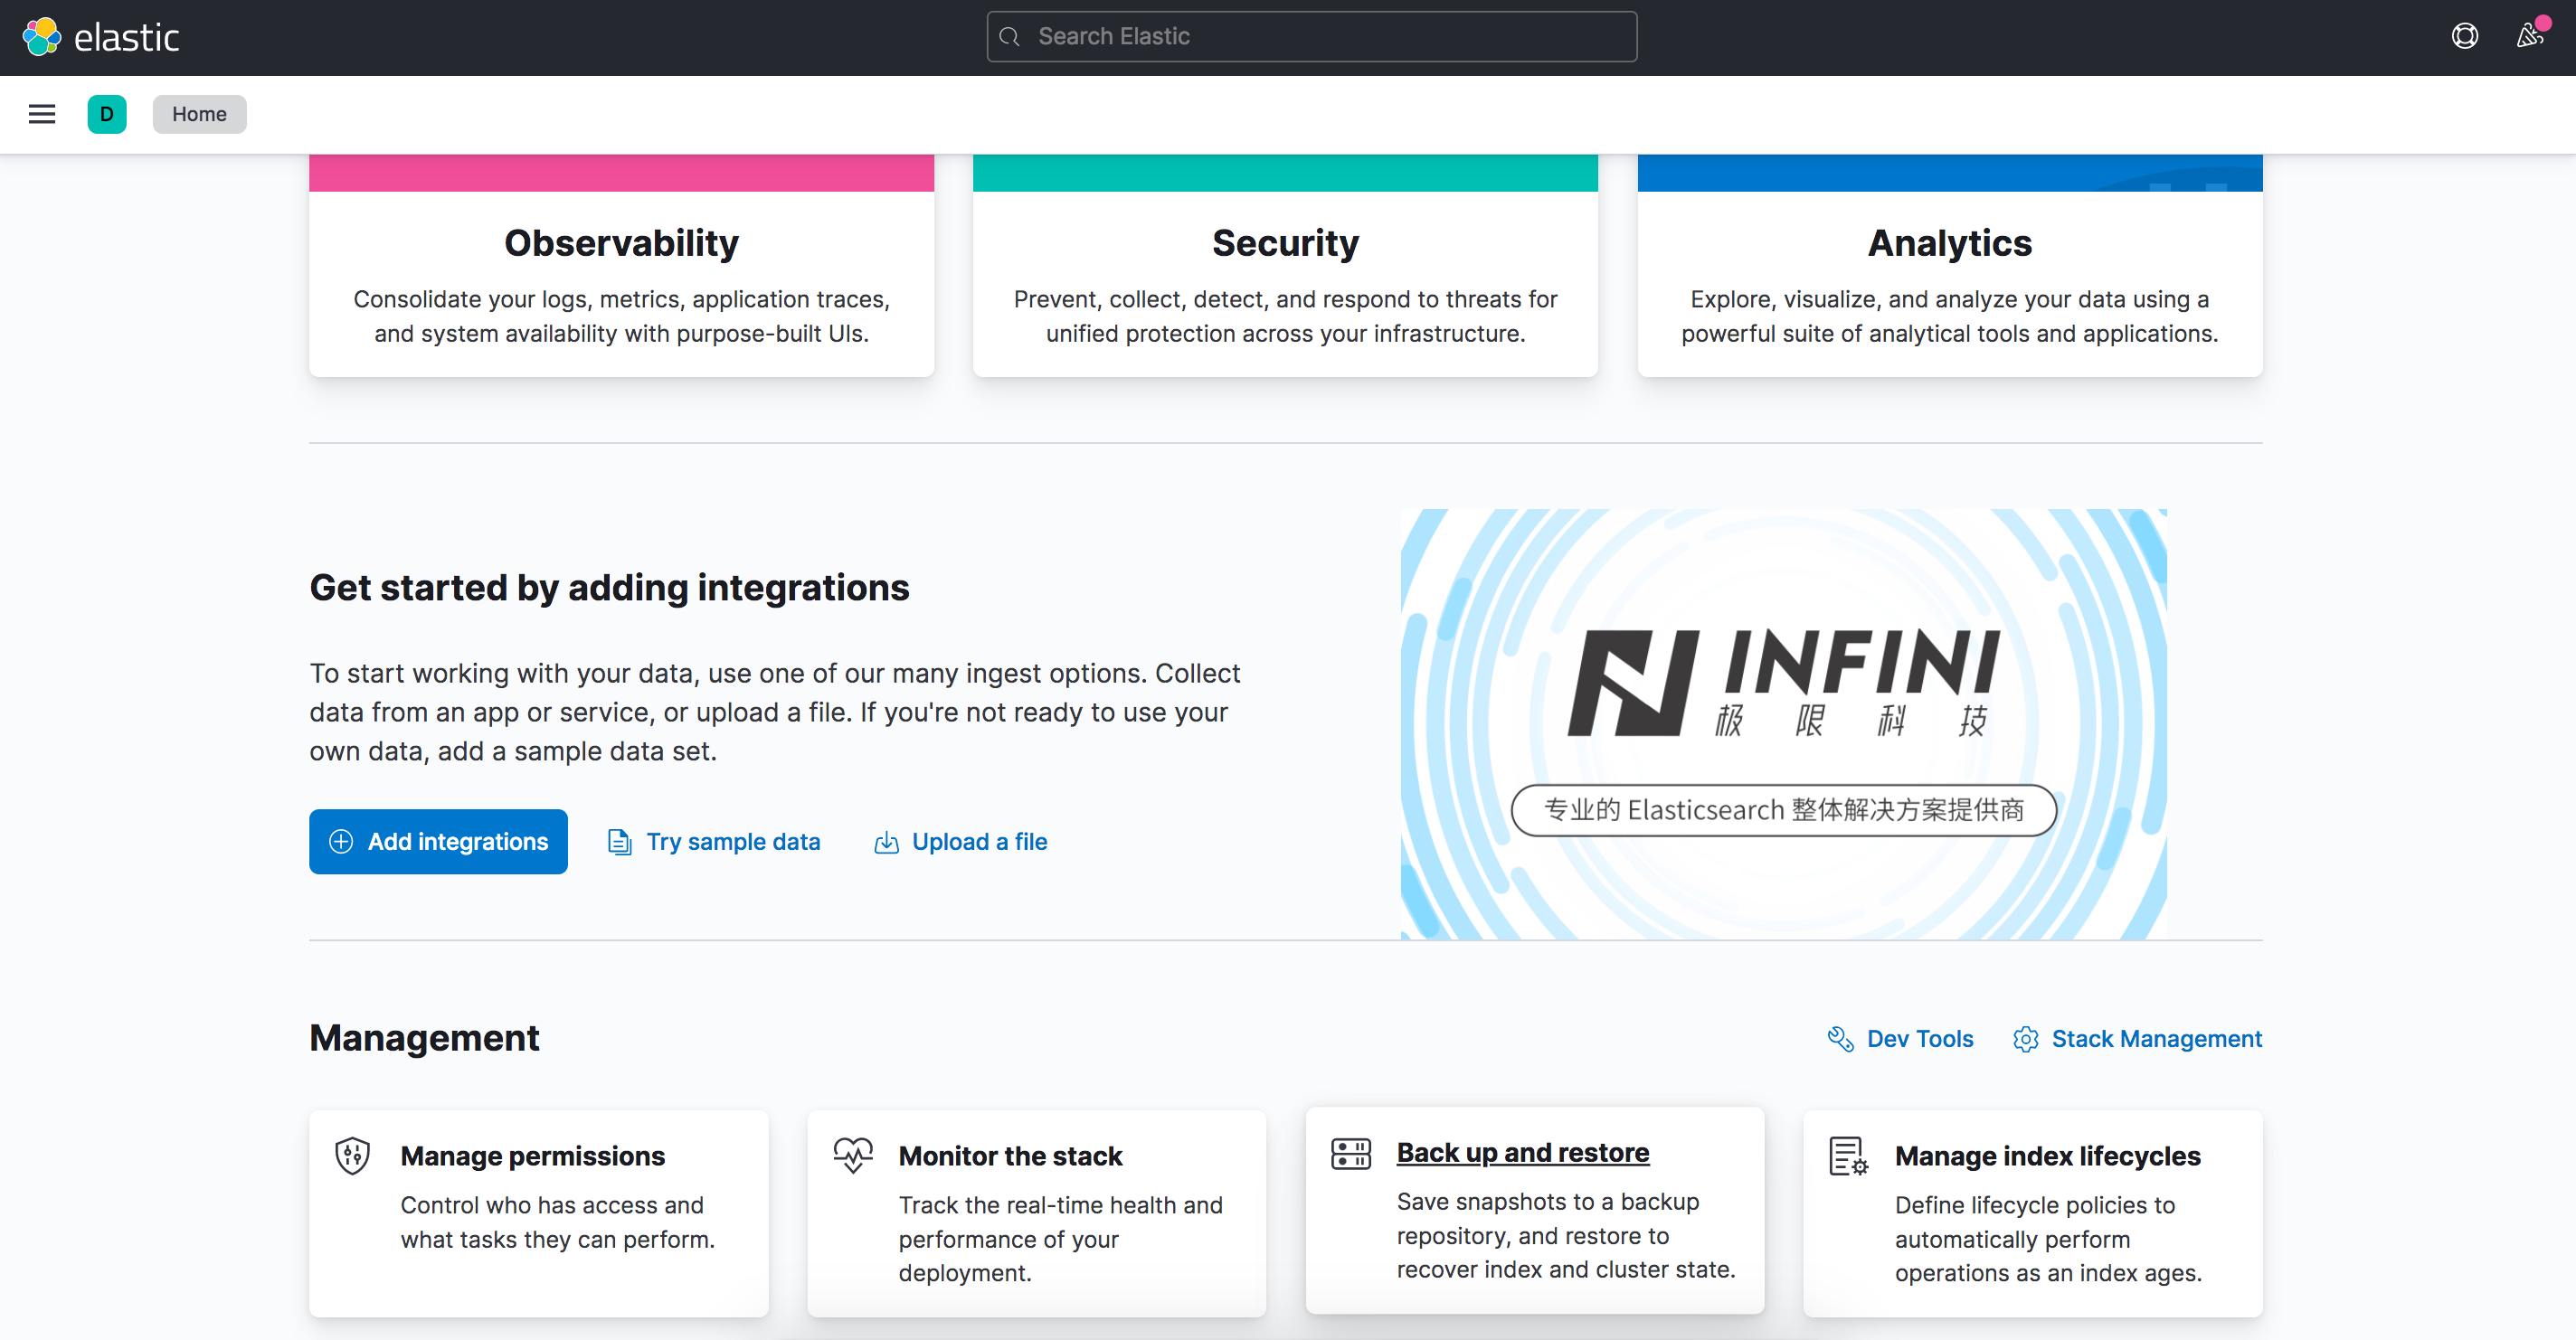 elastic
Search Elastic
D
Home
Observability
Consolidate your logs, metrics, application traces,
and system availability with purpose-built UIs.
Security
Prevent, collect, detect, and respond to threats for
unified protection across your infrastructure.
Analytics
Explore, visualize, and analyze your data using a
powerful suite of analytical tools and applications.
Get started by adding integrations
To start working with your data, use one of our many ingest options. Collect
data from an app or service, or upload a file. If you're not ready to use your
own data, add a sample data set.
Add integrations
Try sample data
Upload a file
INFINI
极限科技
专业的 Elasticsearch 整体解决方案提供商
Management
Dev Tools
Stack Management
Manage permissions
Control who has access and
what tasks they can perform.
Monitor the stack
Track the real-time health and
performance of your
deployment.
Back up and restore
Save snapshots to a backup
repository, and restore to
recover index and cluster state.
Manage index lifecycles
Define lifecycle policies to
automatically perform
operations as an index ages.